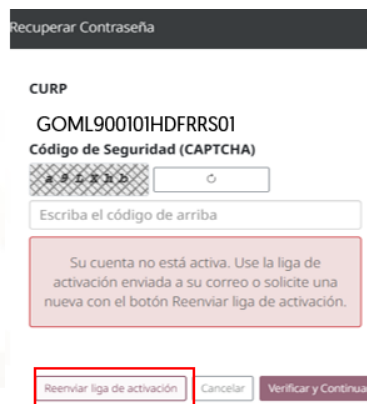 Recuperar Contraseña
CURP
GOML900101HDFRRS01
Código de Seguridad (CAPTCHA)
Escriba el código de arriba
Su cuenta no está activa. Use la liga de
activación enviada a su correo o solicite una
nueva con el botón Reenviar liga de activación.
Reenviar liga de activación Cancelar Verificar y Continua